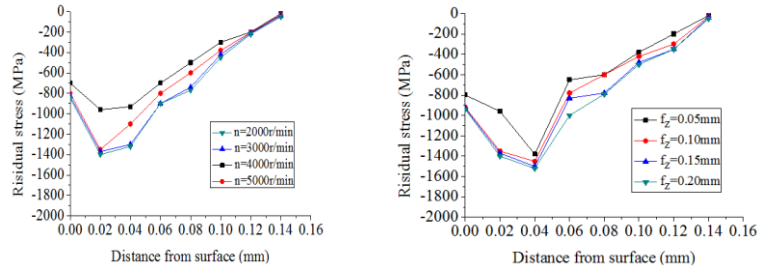 0
-200
-400
-600
-800
-1000
-1200
-1400
-1600
-1800
-2000
Risidual stress (MPa)
n=2000r/min
n=3000r/min
n=4000r/min
n=5000r/min
0.00 0.02 0.04 0.06 0.08 0.10 0.12 0.14 0.16
Distance from surface (mm)
0
-200
-400
-600
-800
-1000
-1200
-1400
-1600
-1800
-2000
Risidual stress (MPa)
fz=0.05mm
fz=0.10mm
fz=0.15mm
fz=0.20mm
0.00 0.02 0.04 0.06 0.08 0.10 0.12 0.14 0.16
Distance from surface (mm)